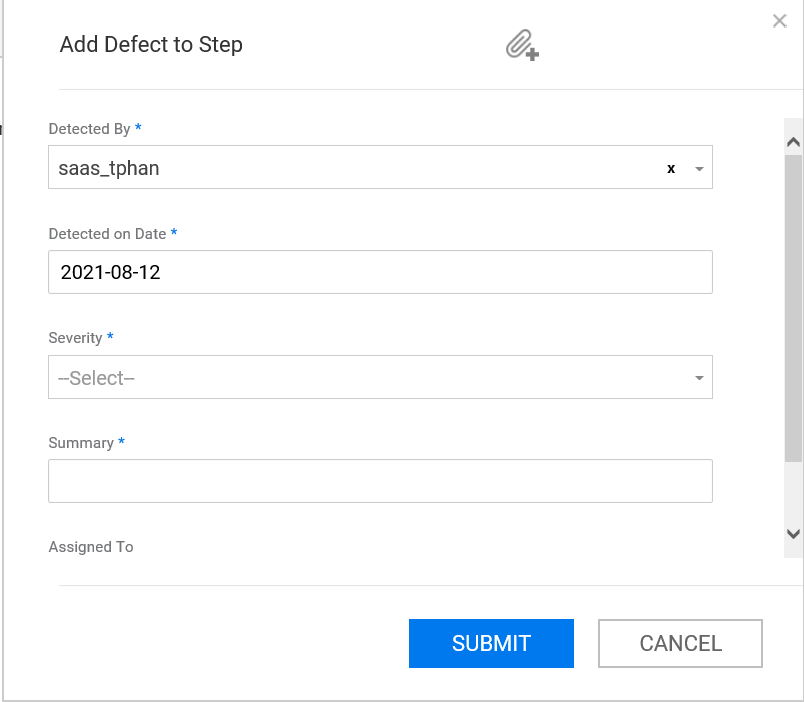 Add Defect to Step
Detected By *
saas_tphan x
Detected on Date *
2021-08-12
Severity *
--Select--
Summary *
Assigned To
SUBMIT CANCEL